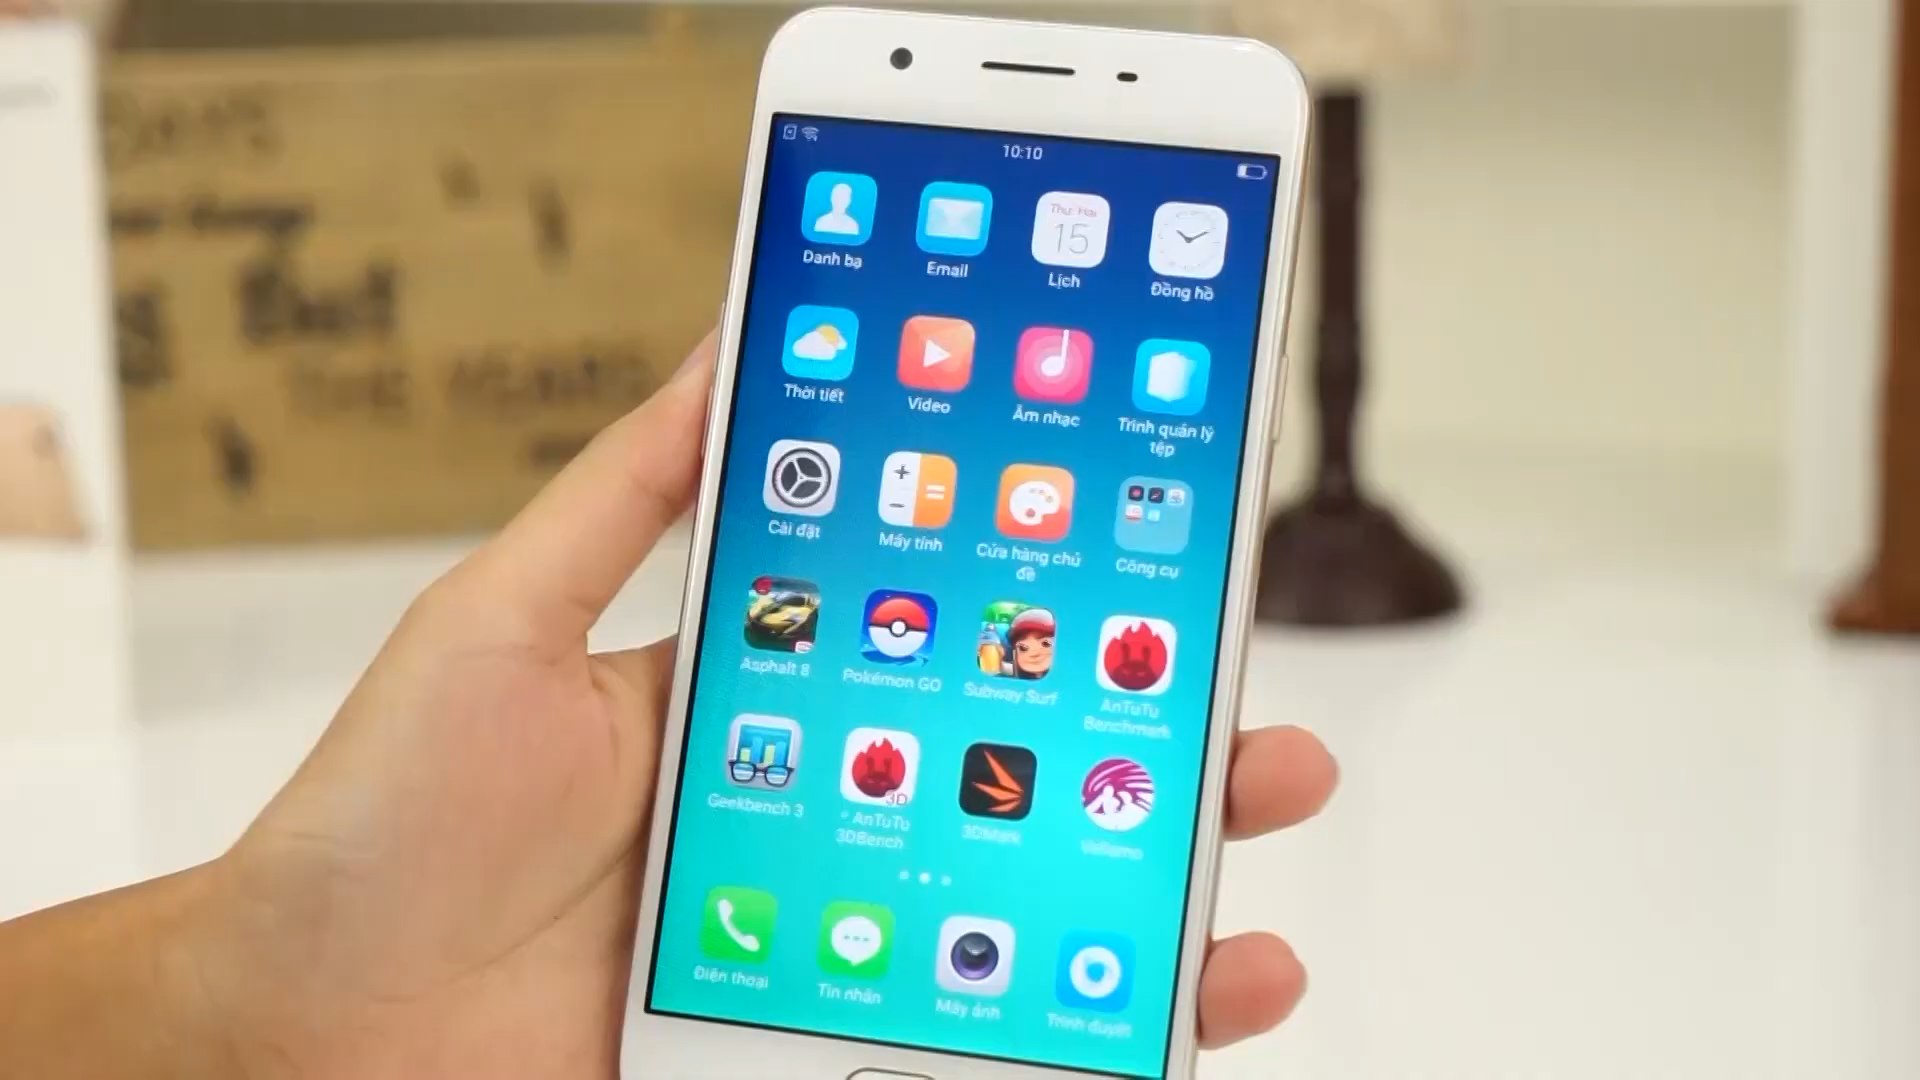 10:10
Danh bạ
Email
Thứ Hai
15
Lịch
Đồng hồ
Thời tiết
Video
Âm nhạc
Trình quản lý
tệp
Cài đặt
Máy tính
Cửa hàng chủ
đề
Công cụ
Asphalt 8
Pokémon GO
Subway Surf
AnTuTu
Benchmark
Geekbench 3
3D
AnTuTu
3DBench
3DMark
Vellamo
Điện thoại
Tin nhắn
Máy ảnh
Trình duyệt